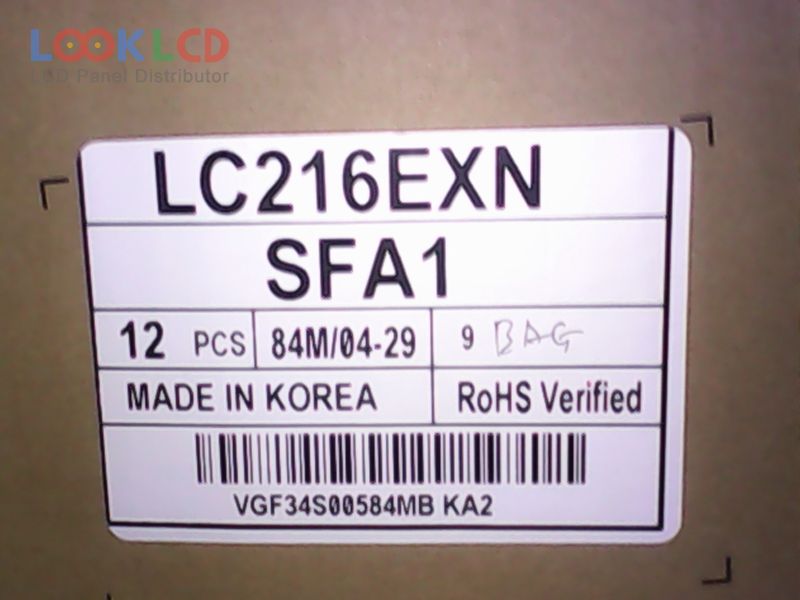 LOOKLCD
LCD Panel Distributor
LC216EXN
SFA1
12 PCS 84M/04-29 9 BAG
MADE IN KOREA RoHS Verified
VGF34S00584MB KA2